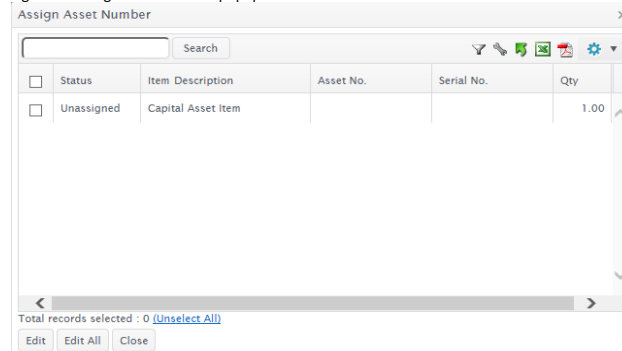 Assign Asset Number
Search
Status Item Description Asset No. Serial No. Qty
Unassigned Capital Asset Item 1.00
Total records selected : 0 (Unselect All)
Edit Edit All Close